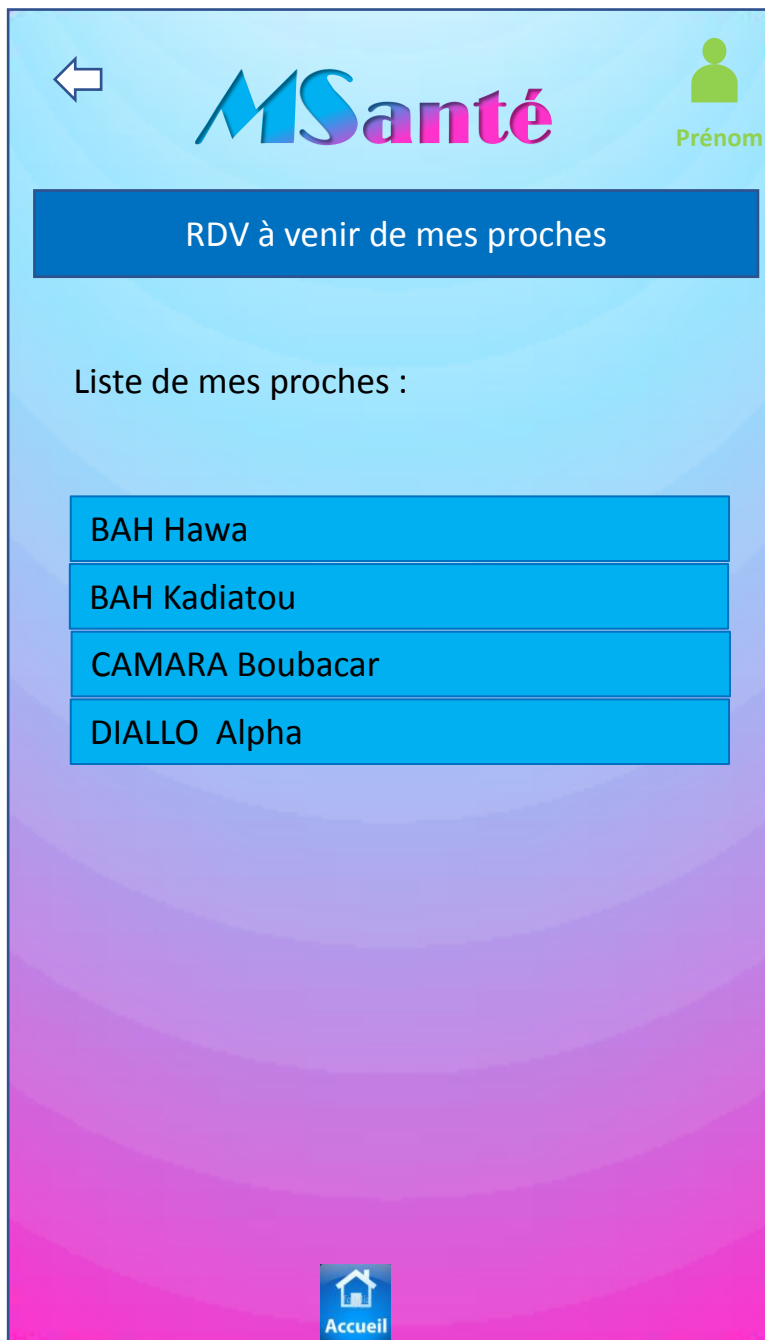 MSanté
Prénom
RDV à venir de mes proches
Liste de mes proches :
BAH Hawa
BAH Kadiatou
CAMARA Boubacar
DIALLO Alpha
Accueil